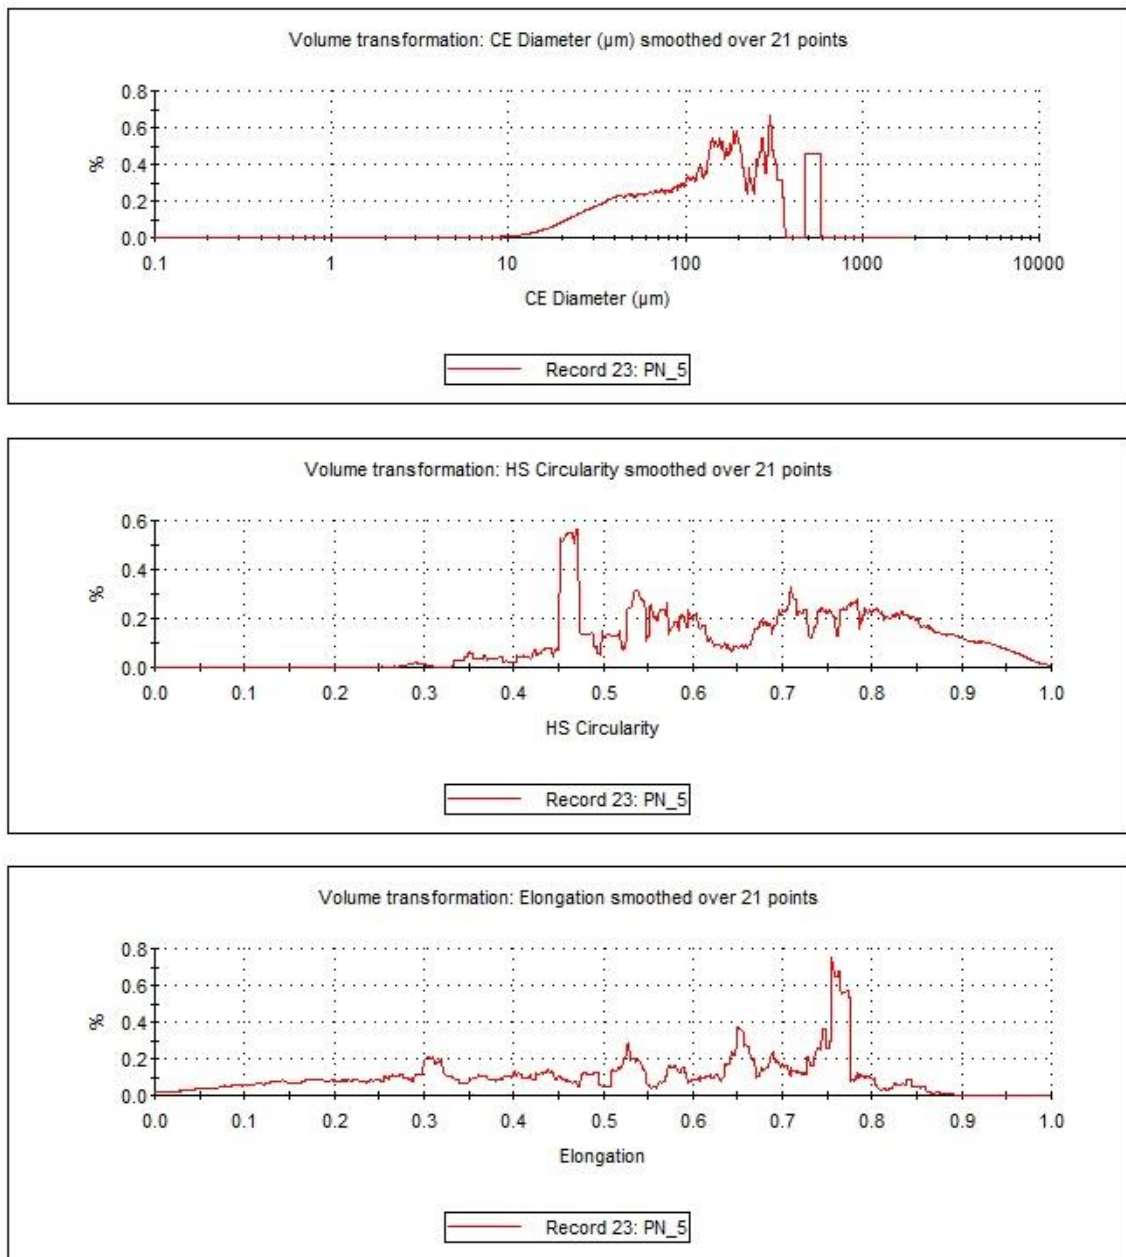 Volume transformation: CE Diameter (µm) smoothed over 21 points
0.8
0.6
0.4
0.2
0.0
%
0.1 1 10 100 1000 10000
CE Diameter (µm)
Record 23: PN_5
Volume transformation: HS Circularity smoothed over 21 points
0.6
0.4
0.2
0.0
%
0.0 0.1 0.2 0.3 0.4 0.5 0.6 0.7 0.8 0.9 1.0
HS Circularity
Record 23: PN_5
Volume transformation: Elongation smoothed over 21 points
0.8
0.6
0.4
0.2
0.0
%
0.0 0.1 0.2 0.3 0.4 0.5 0.6 0.7 0.8 0.9 1.0
Elongation
Record 23: PN_5